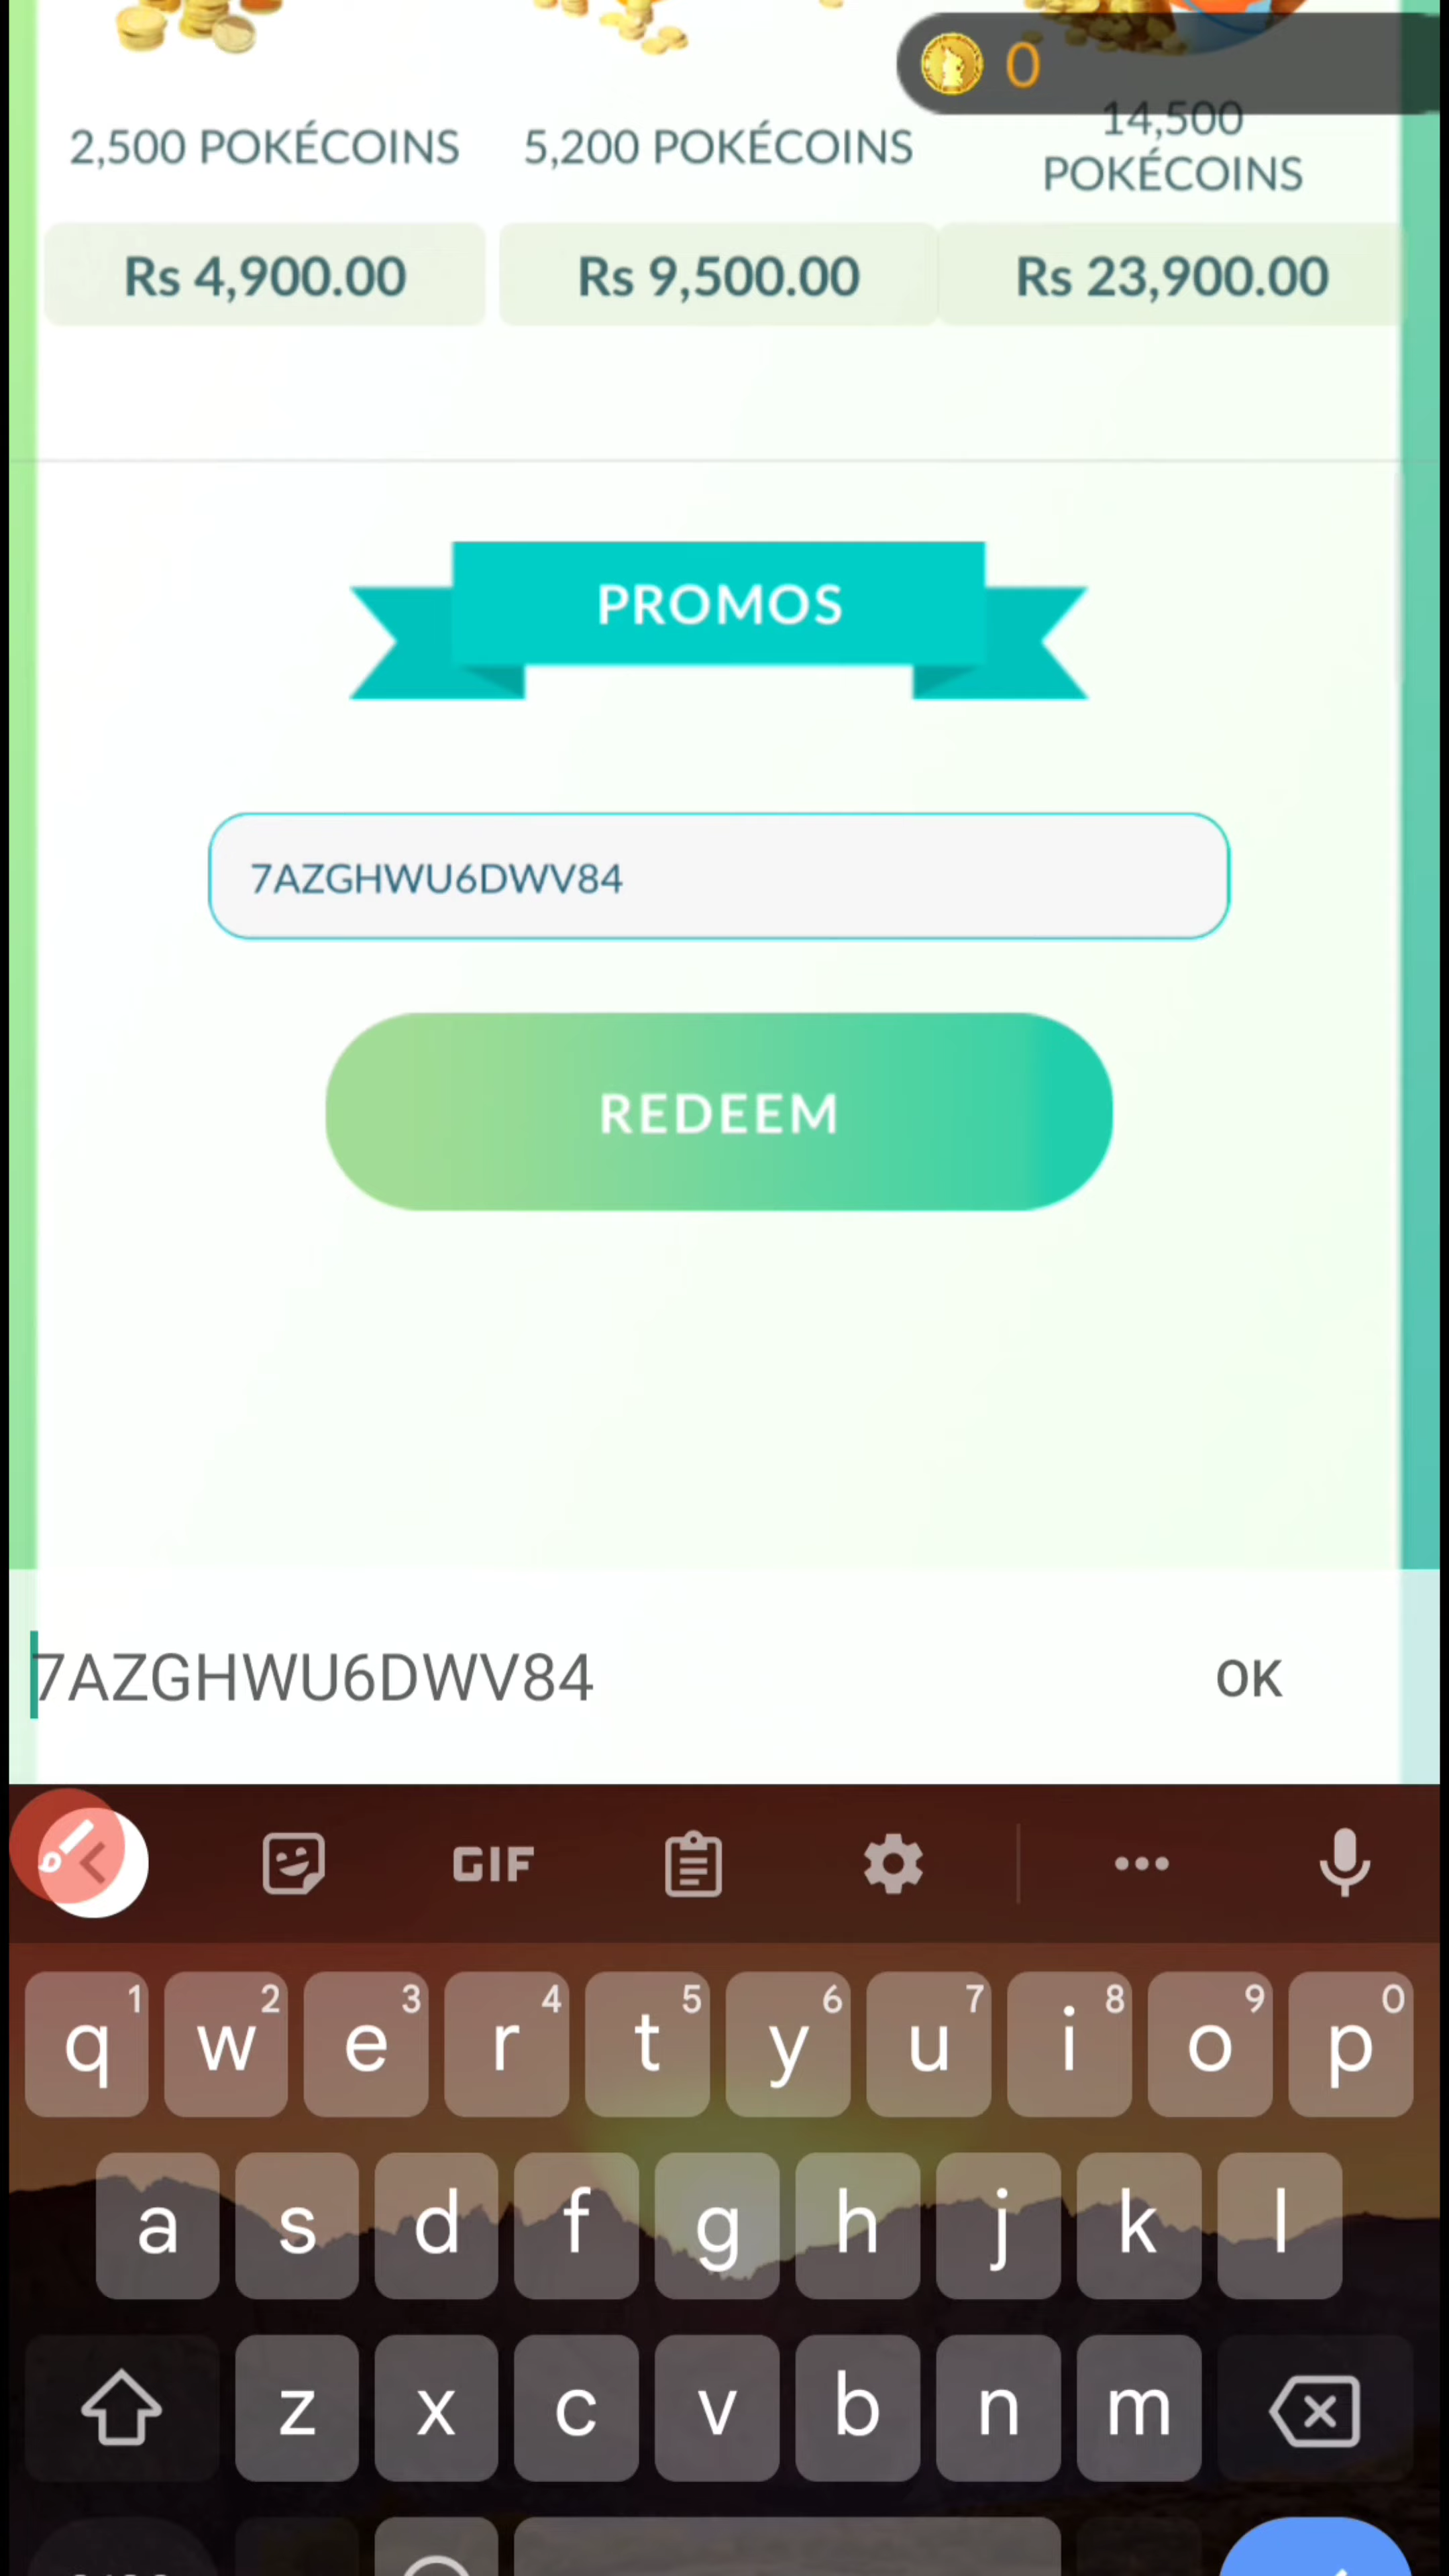 0
2,500 POKÉCOINS 5,200 POKÉCOINS 14,500 POKÉCOINS
Rs 4,900.00 Rs 9,500.00 Rs 23,900.00
PROMOS
7AZGHWU6DWV84
REDEEM
7AZGHWU6DWV84 OK
GIF
q 1 w 2 e 3 r 4 t 5 y 6 u 7 i 8 o 9 p 0
a s d f g h j k l
z x c v b n m